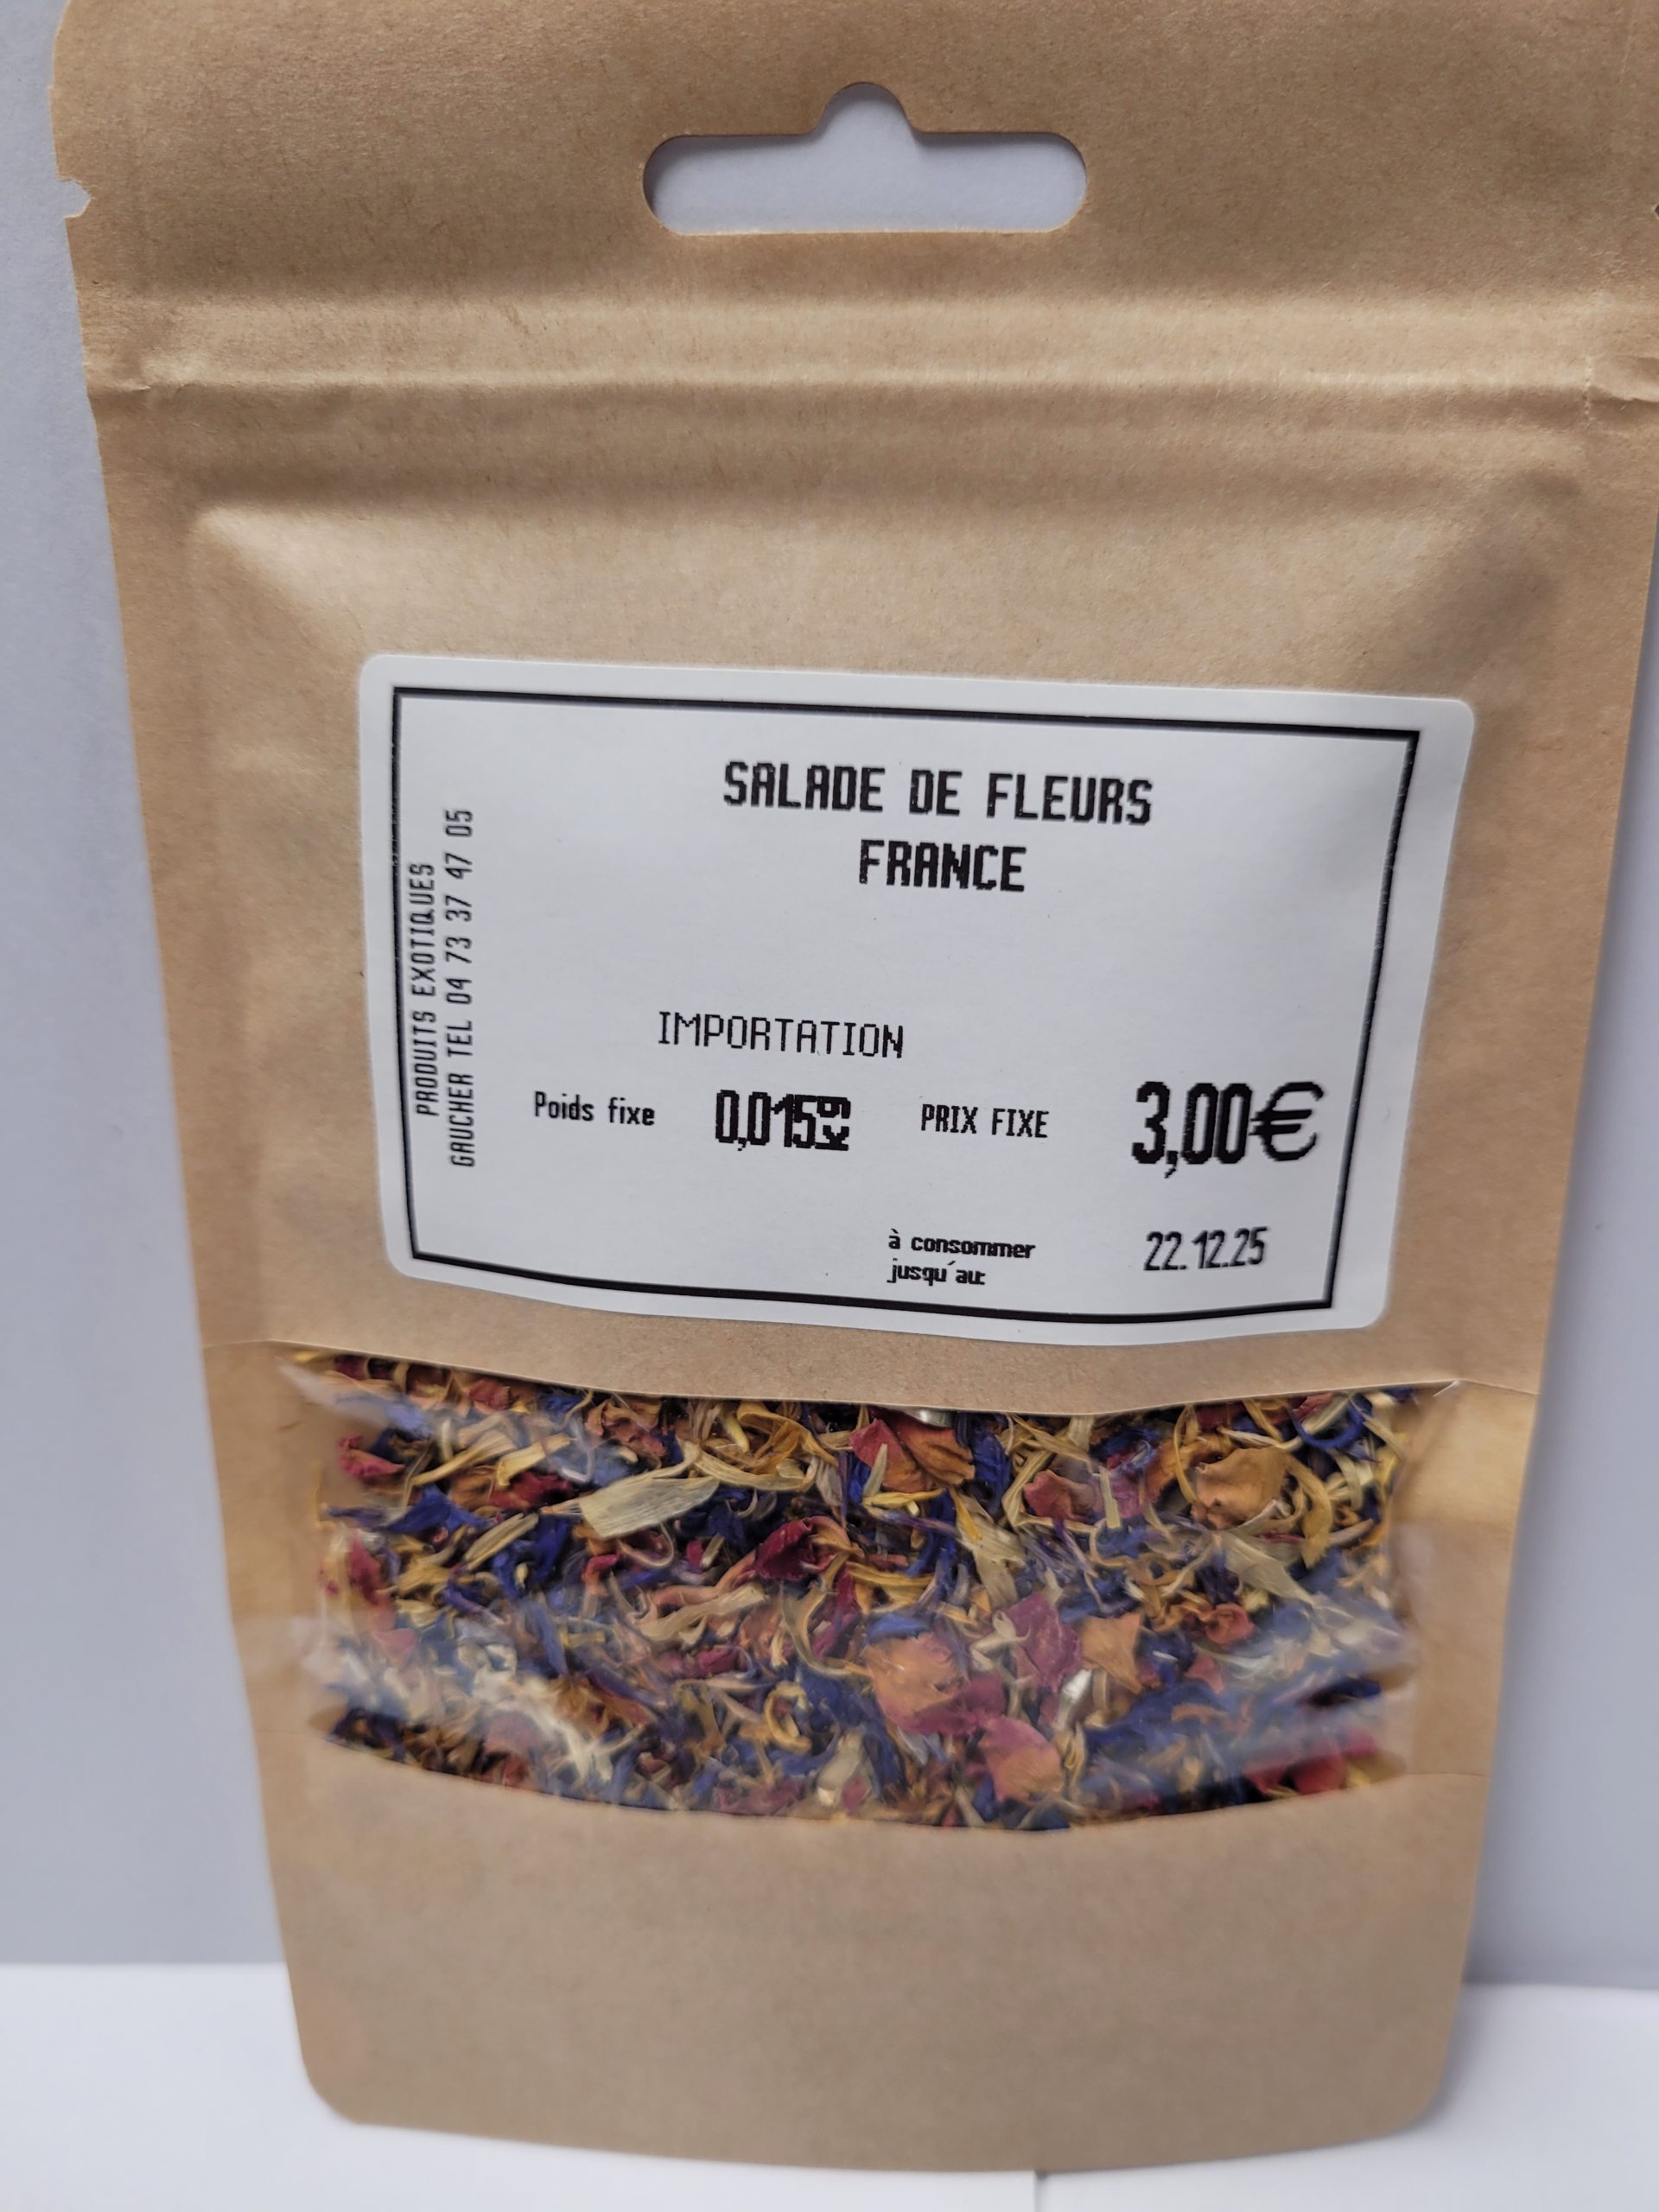 SALADE DE FLEURS
FRANCE
PRODUITS EXOTIQUES
GAUCHER TEL 04 73 37 47 05
IMPORTATION
Poids fixe 0,015kg PRIX FIXE 3,00€
à consommer
jusqu'au: 22.12.25